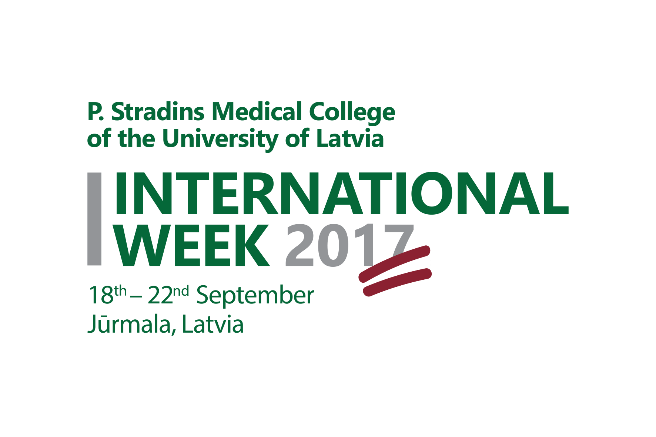 P. Stradins Medical College
of the University of Latvia
I INTERNATIONAL
WEEK 2017
18th – 22nd September
Jūrmala, Latvia